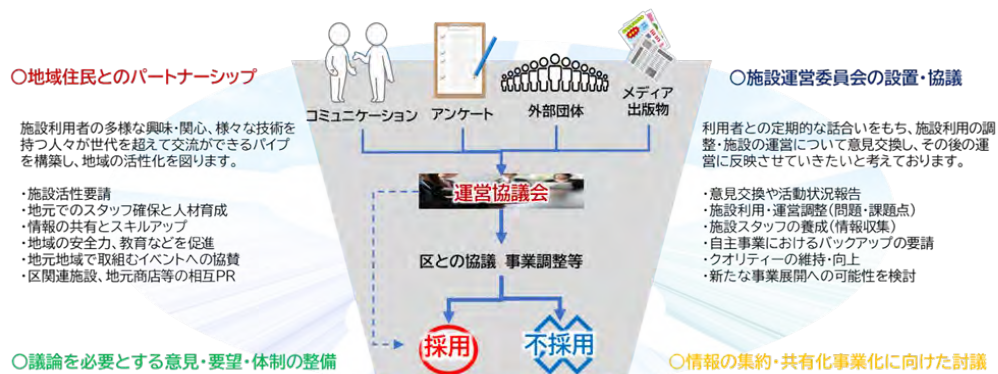 ○地域住民とのパートナーシップ
施設利用者の多様な興味・関心、様々な技術を
持つ人々が世代を超えて交流ができるパイプ
を構築し、地域の活性化を図ります。
・施設活性要請
・地元でのスタッフ確保と人材育成
・情報の共有とスキルアップ
・地域の安全力、教育などを促進
・地元地域で取組むイベントへの協賛
・区関連施設、地元商店等の相互PR
○議論を必要とする意見・要望・体制の整備
コミュニケーション
アンケート
外部団体
メディア
出版物
運営協議会
区との協議 事業調整等
採用
不採用
○施設運営委員会の設置・協議
利用者との定期的な話合いをもち、施設利用の調
整・施設の運営について意見交換し、その後の運
営に反映させていきたいと考えております。
・意見交換や活動状況報告
・施設利用・運営調整(問題・課題点)
・施設スタッフの養成(情報収集)
・自主事業におけるバックアップの要請
・クオリティーの維持・向上
・新たな事業展開への可能性を検討
○情報の集約・共有化事業化に向けた討議